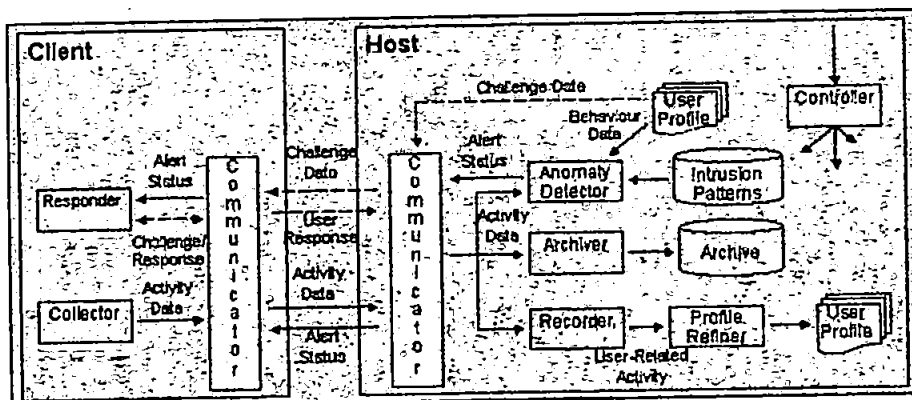 Client
Alert
Status
Responder
Challenge/
Response
Activity
Data
Collector
Communicator
Challenge
Data
User
Response
Activity
Data
Alert
Status
Host
Challenge Data
Communicator
Behaviour
Data
Alert
Status
User
Profile
Controller
Anomaly
Detector
Intrusion
Patterns
Activity
Data
Archiver
Archive
Recorder
Profile
Refiner
User
Profile
User-Related
Activity